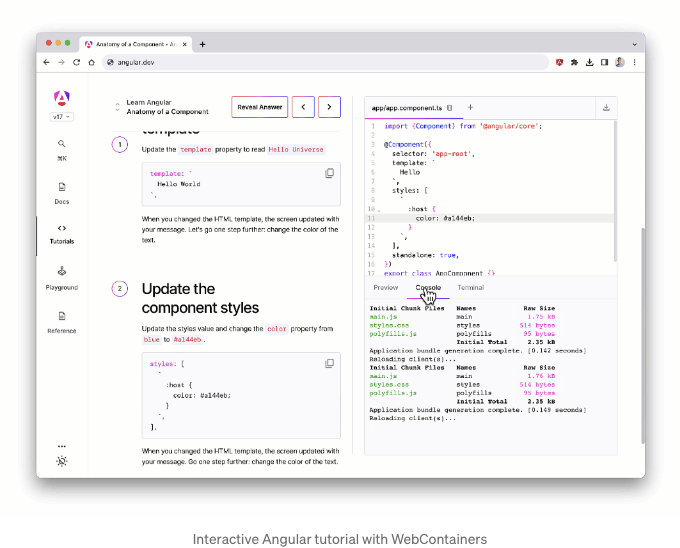 Anatomy of a Component • An
angular.dev
v17
⌘K
Docs
Tutorials
Playground
Reference
Learn Angular
Anatomy of a Component
Reveal Answer
template
1
Update the template property to read Hello Universe
template: `
Hello World
`,
When you changed the HTML template, the screen updated with
your message. Let's go one step further: change the color of the
text.
2
Update the
component styles
Update the styles value and change the color property from
blue to #a144eb.
styles: [
`
:host {
color: #a144eb;
}
`,
],
When you changed the HTML template, the screen updated with
your message. Go one step further: change the color of the text.
app/app.component.ts
1 import {Component} from '@angular/core';
2
3 @Component({
4 selector: 'app-root',
5 template: `
6 Hello
7 `,
8 styles: [
9 `
10 :host {
11 color: #a144eb;
12 }
13 `,
14 ],
15 standalone: true,
16 })
17 export class AppComponent {}
Preview Console Terminal
Initial Chunk Files Names Raw Size
main.js main 1.75 kB
styles.css styles 514 bytes
polyfills.js polyfills 95 bytes
Initial Total 2.35 kB
Application bundle generation complete. [0.142 seconds]
Reloading client(s)...
Initial Chunk Files Names Raw Size
main.js main 1.76 kB
styles.css styles 514 bytes
polyfills.js polyfills 95 bytes
Initial Total 2.35 kB
Application bundle generation complete. [0.149 seconds]
Reloading client(s)...
Interactive Angular tutorial with WebContainers